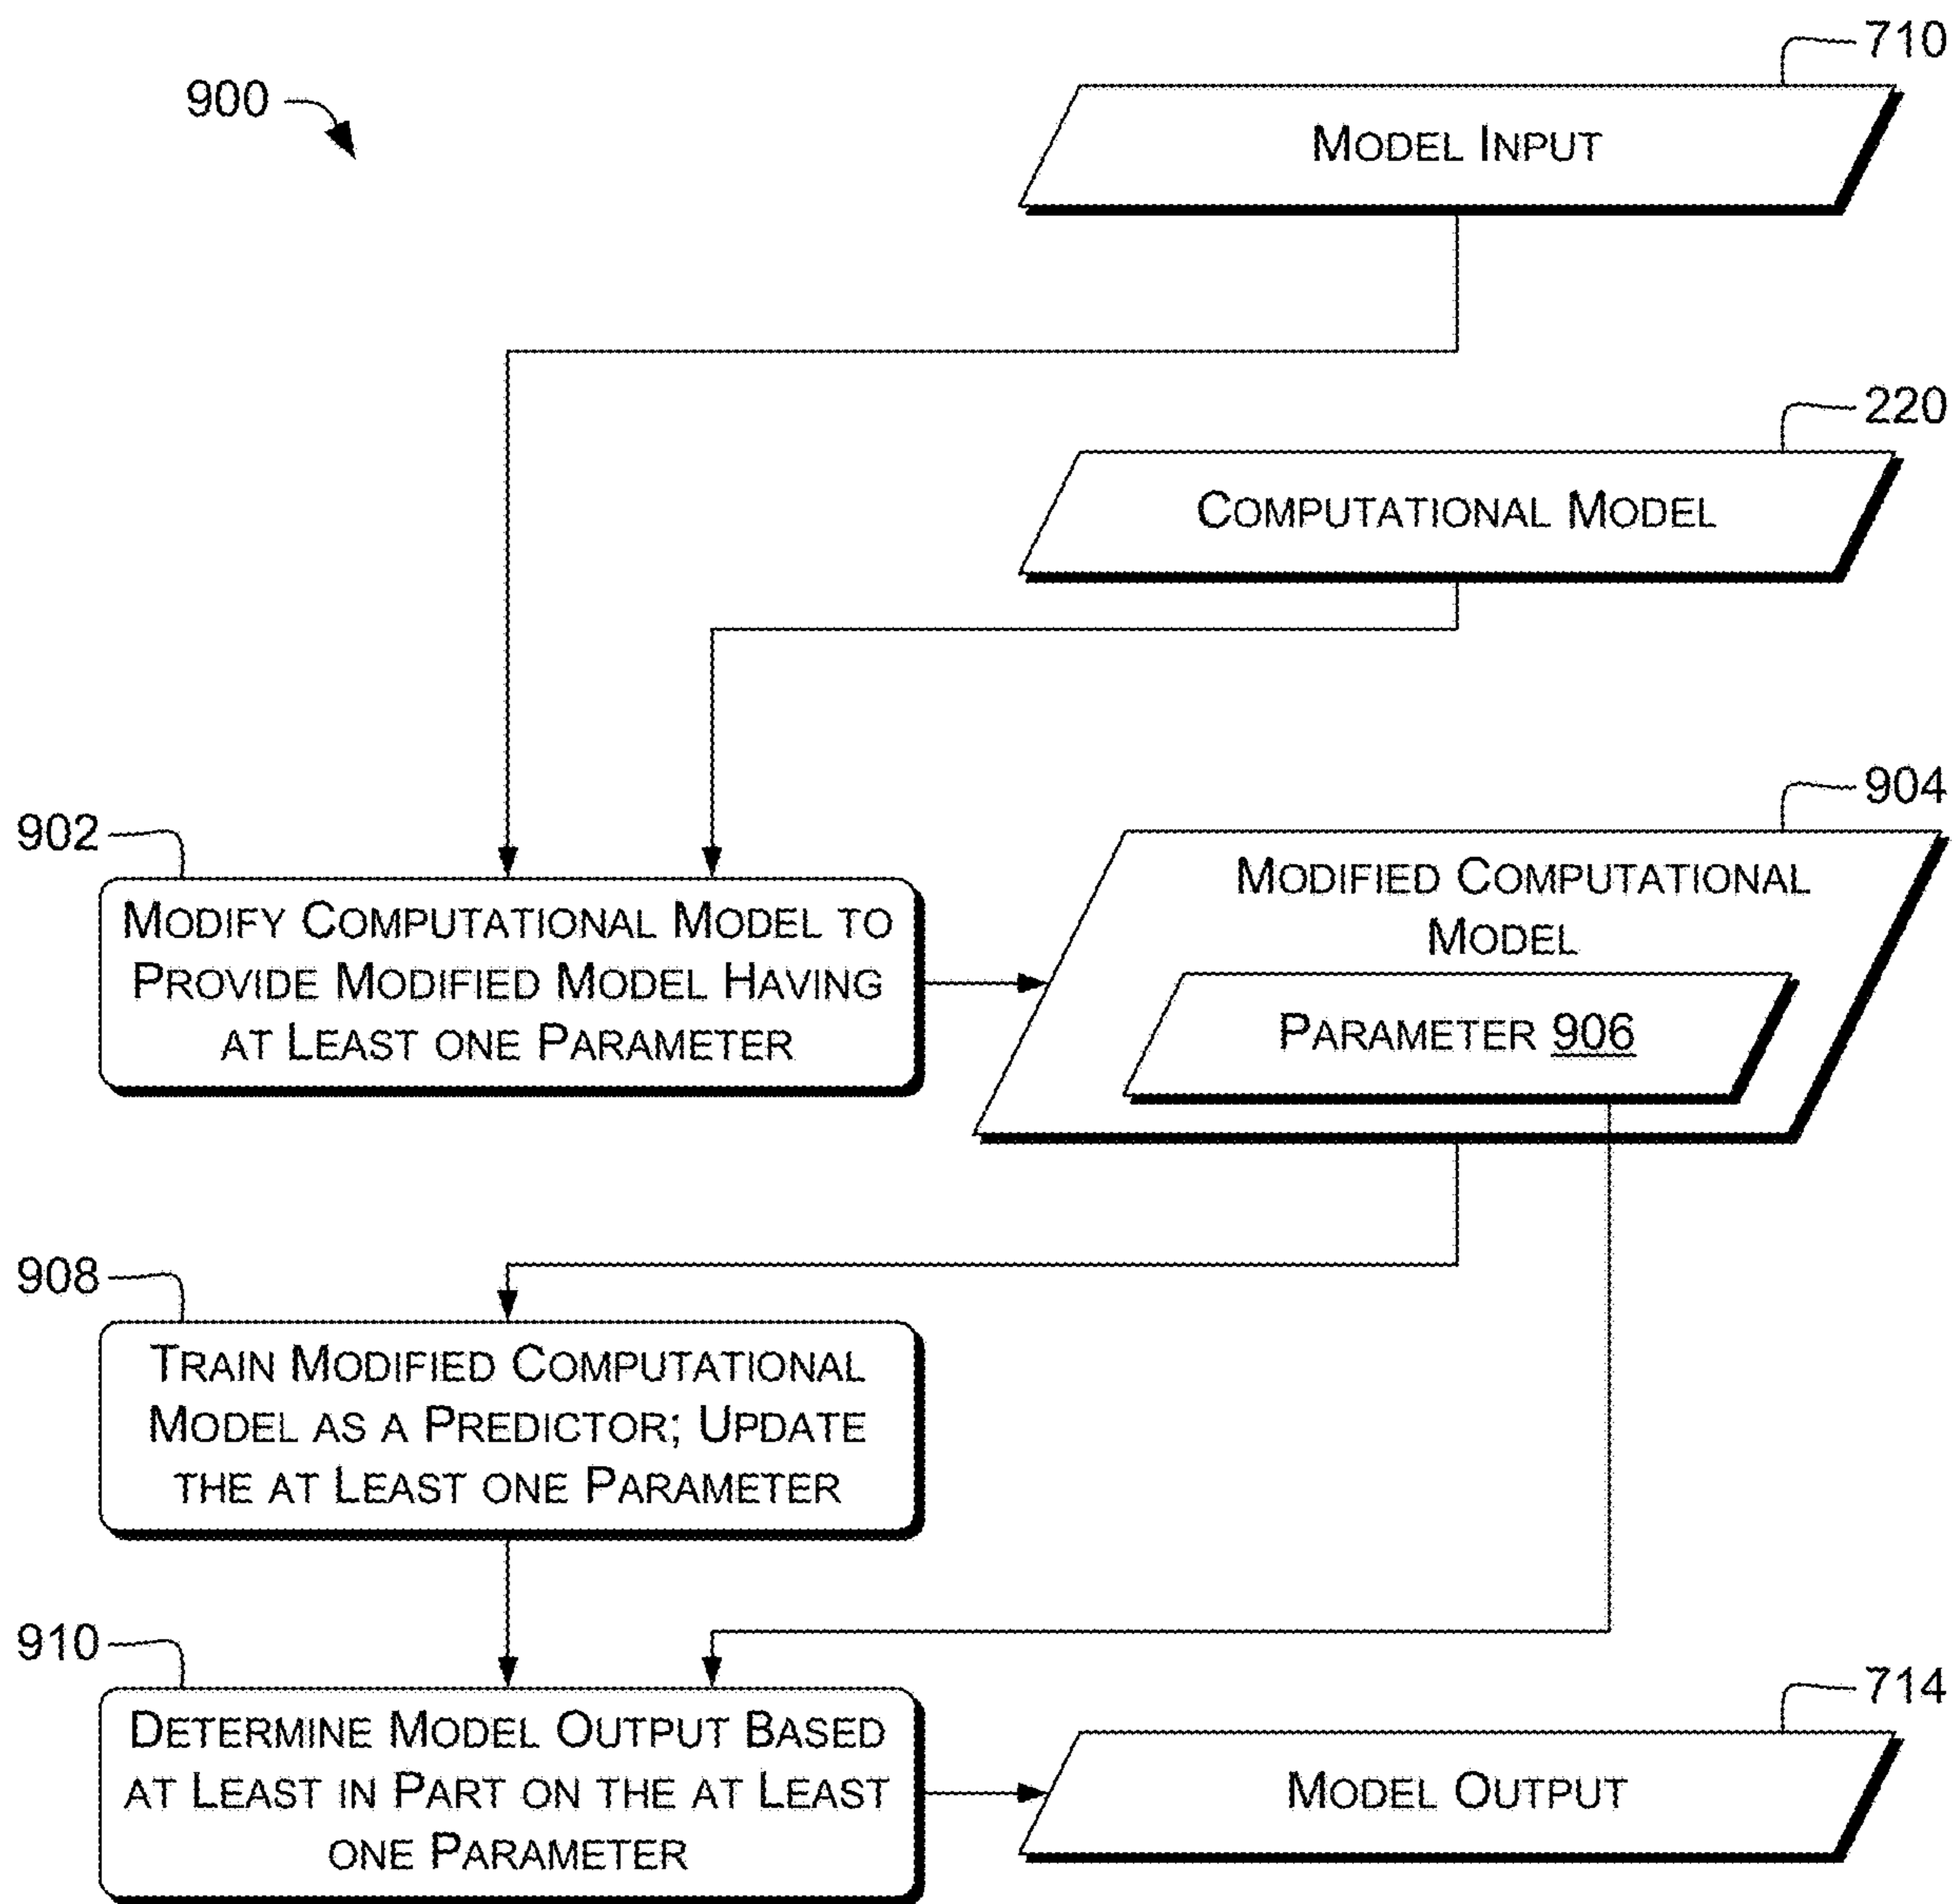 710
900
MODEL INPUT
220
COMPUTATIONAL MODEL
904
902
MODIFIED COMPUTATIONAL
MODEL
MODIFY COMPUTATIONAL MODEL TO
PROVIDE MODIFIED MODEL HAVING
AT LEAST ONE PARAMETER
PARAMETER 906
908
TRAIN MODIFIED COMPUTATIONAL
MODEL AS A PREDICTOR; UPDATE
THE AT LEAST ONE PARAMETER
910
714
DETERMINE MODEL OUTPUT BASED
AT LEAST IN PART ON THE AT LEAST
ONE PARAMETER
MODEL OUTPUT